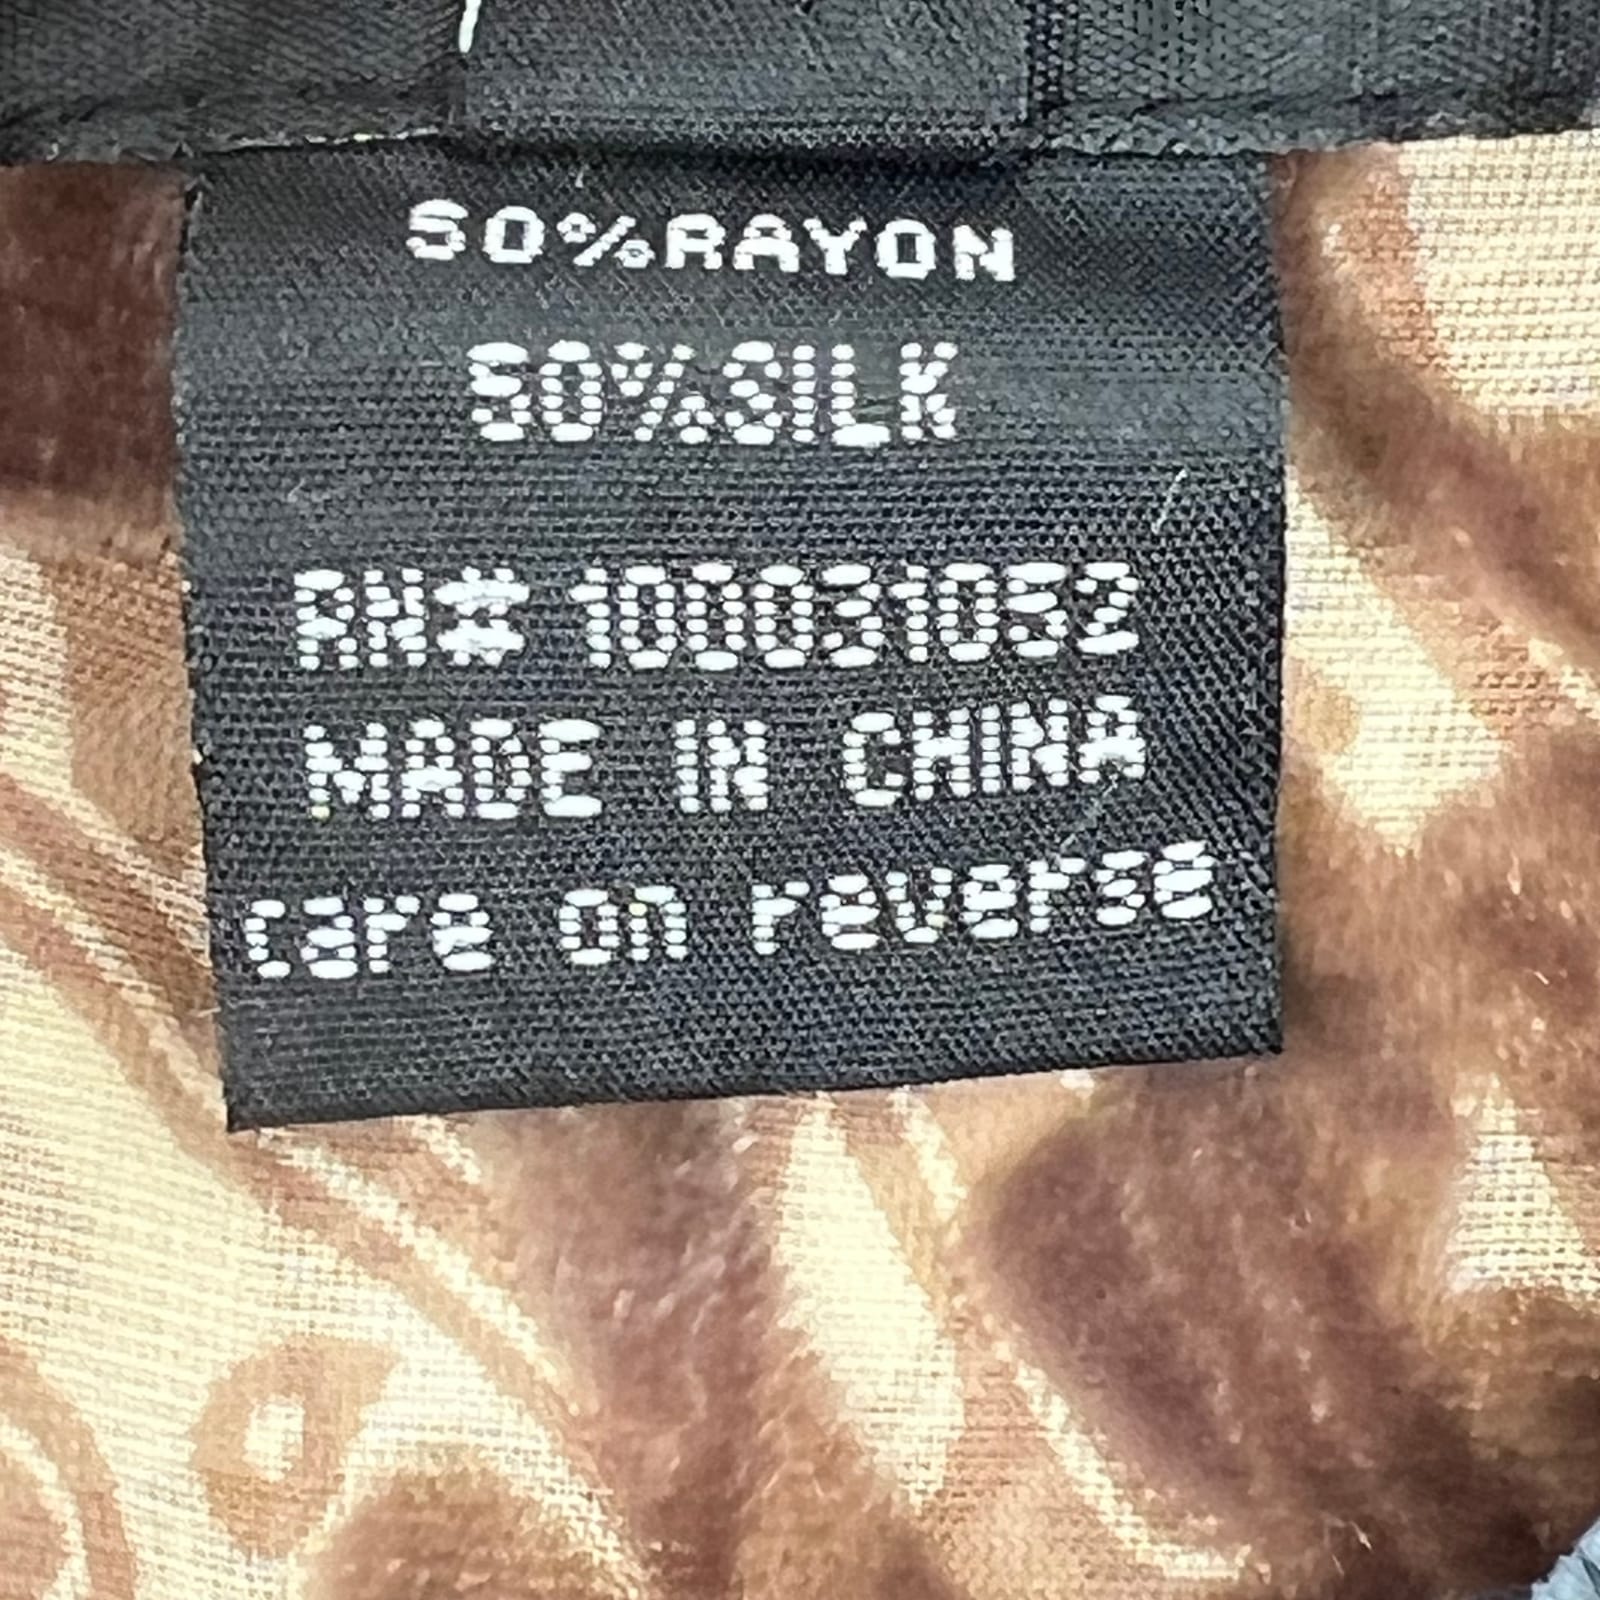 50%RAYON
50%SILK
RN# 100031052
MADE IN CHINA
care on reverse